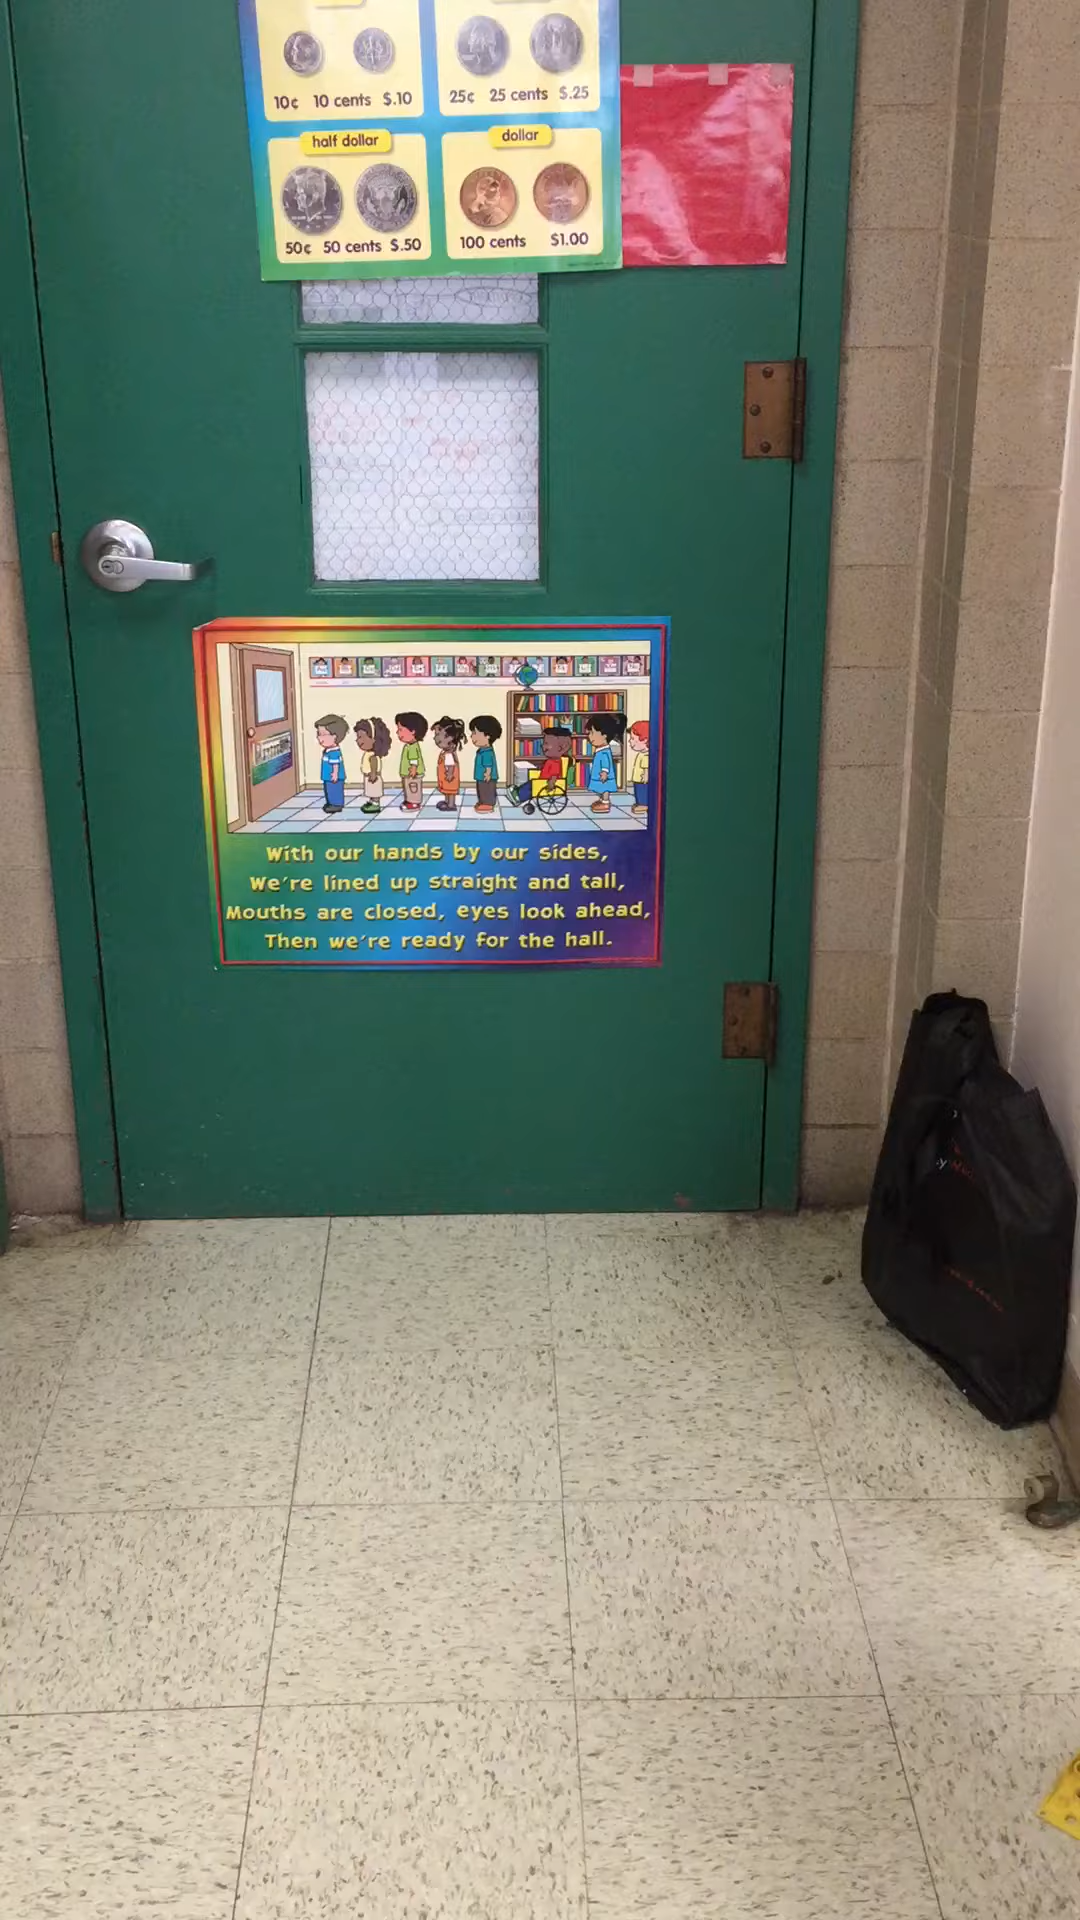 10¢ 10 cents $.10
25¢ 25 cents $.25
half dollar
dollar
50¢ 50 cents $.50
100 cents $1.00
With our hands by our sides,
We're lined up straight and tall,
Mouths are closed, eyes look ahead,
Then we're ready for the hall.